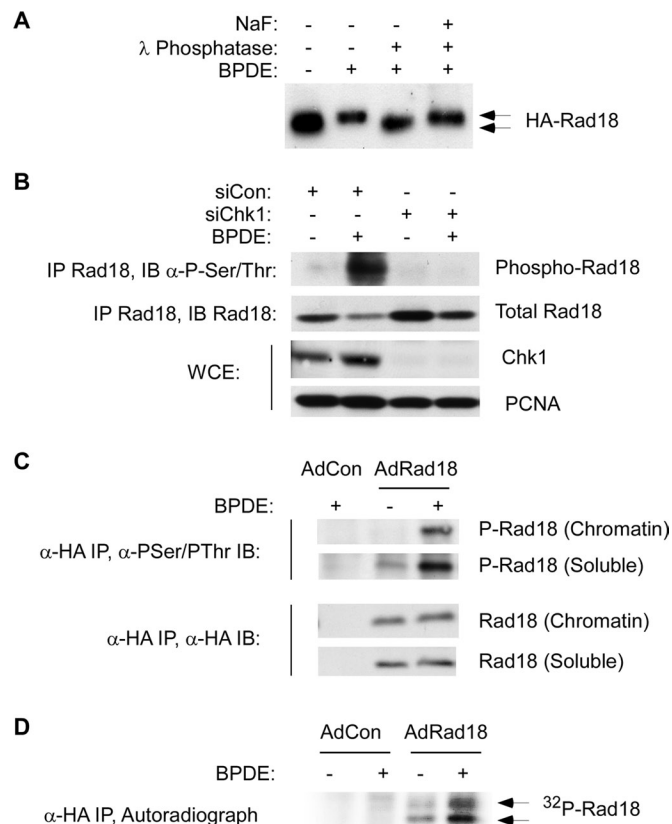 A
NaF: - - - +
λ Phosphatase: - - + +
BPDE: - + + +
HA-Rad18
B
siCon: + + - -
siChk1: - - + +
BPDE: - + - +
IP Rad18, IB α-P-Ser/Thr: Phospho-Rad18
IP Rad18, IB Rad18: Total Rad18
WCE: Chk1
PCNA
C
AdCon AdRad18
BPDE: + - +
α-HA IP, α-PSer/PThr IB: P-Rad18 (Chromatin)
P-Rad18 (Soluble)
α-HA IP, α-HA IB: Rad18 (Chromatin)
Rad18 (Soluble)
D
AdCon AdRad18
BPDE: - + - +
α-HA IP, Autoradiograph ³²P-Rad18